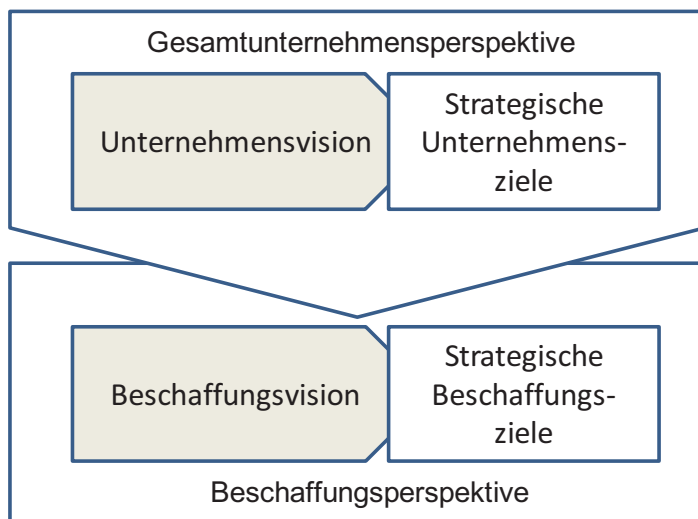 Gesamtunternehmensperspektive
Unternehmensvision
Strategische
Unternehmens-
ziele
Beschaffungsvision
Strategische
Beschaffungs-
ziele
Beschaffungsperspektive